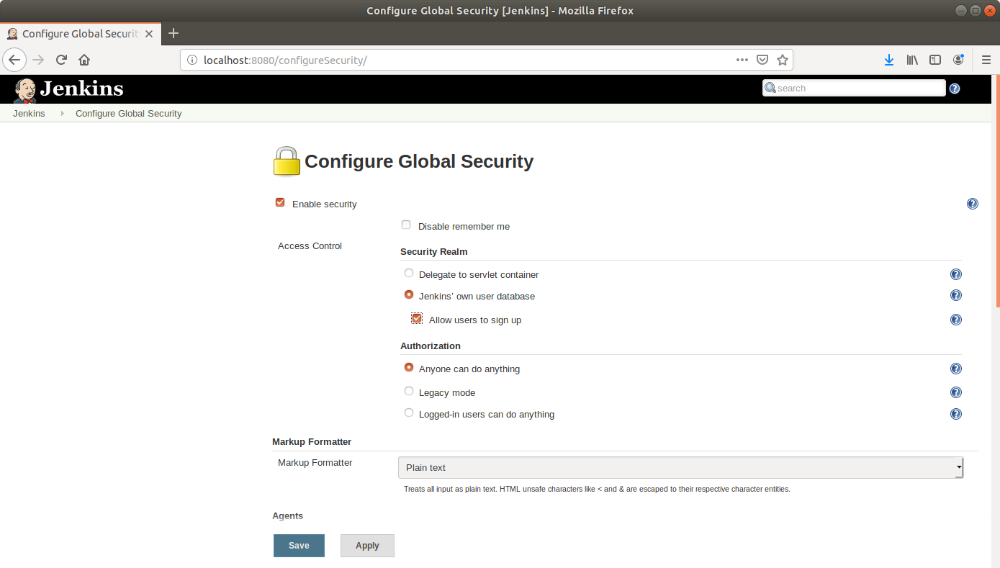 Configure Global Security [Jenkins] - Mozilla Firefox
Configure Global Securit
localhost:8080/configureSecurity/
Jenkins
search
Jenkins
Configure Global Security
Configure Global Security
Enable security
Disable remember me
Access Control
Security Realm
Delegate to servlet container
Jenkins' own user database
Allow users to sign up
Authorization
Anyone can do anything
Legacy mode
Logged-in users can do anything
Markup Formatter
Markup Formatter
Plain text
Treats all input as plain text. HTML unsafe characters like < and & are escaped to their respective character entities.
Agents
Save
Apply